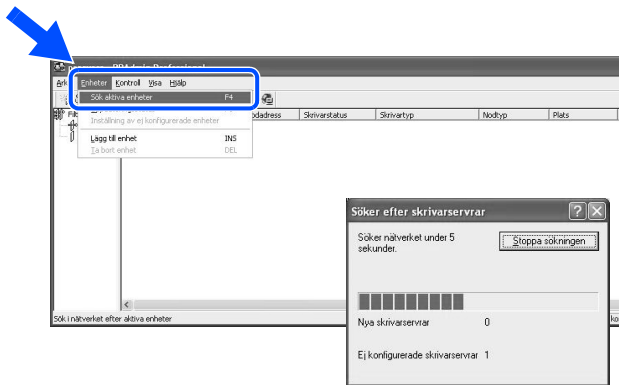 BRAdmin Professional
Enheter Kontroll Visa Hjälp
Sök aktiva enheter F4
Inställning av ej konfigurerade enheter
Lägg till enhet INS
Ta bort enhet DEL
Skrivarstatus Skrivartyp Nodtyp Plats
Söker efter skrivarservrar
Söker nätverket under 5
sekunder.
Stoppa sökningen
Nya skrivarservrar 0
Ej konfigurerade skrivarservrar 1
Sök i nätverket efter aktiva enheter